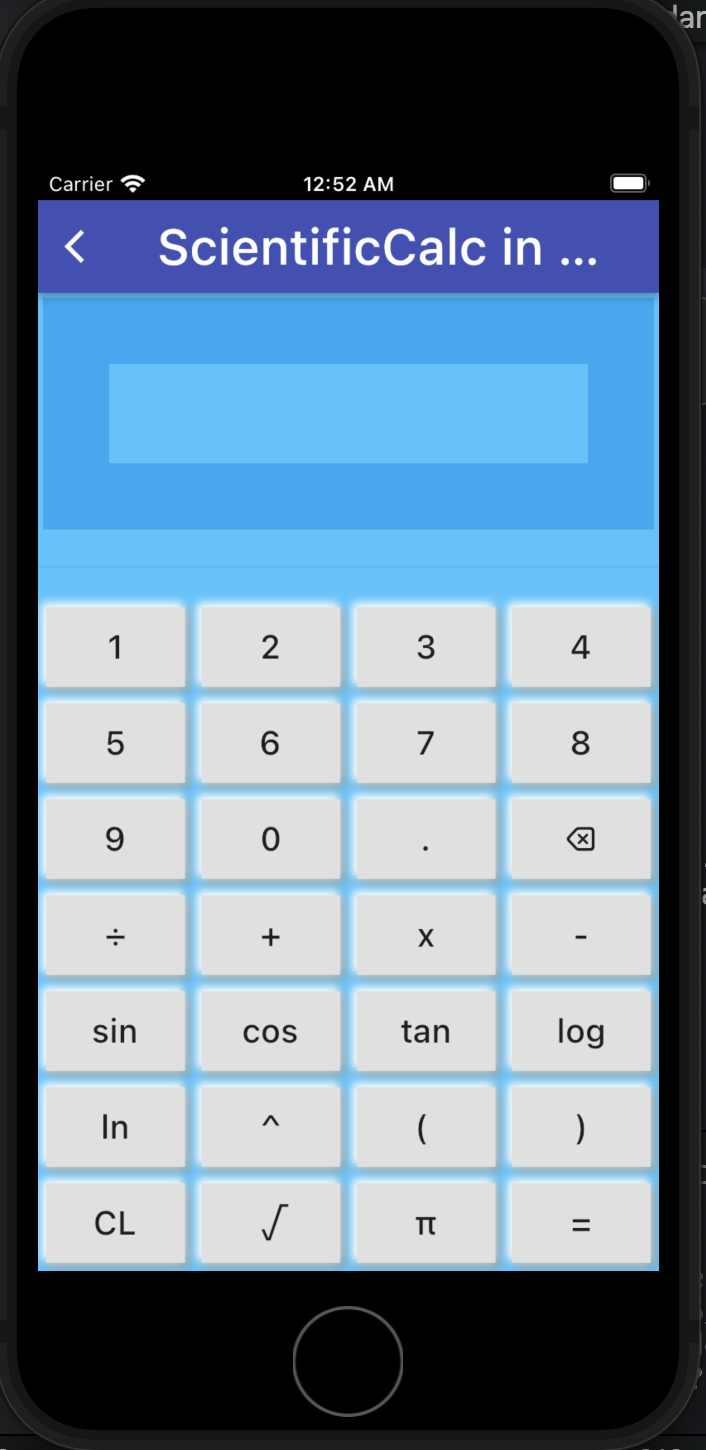 Carrier 12:52 AM
ScientificCalc in ...
1 2 3 4
5 6 7 8
9 0 .
÷ + x -
sin cos tan log
ln ^ ( )
CL √ π =